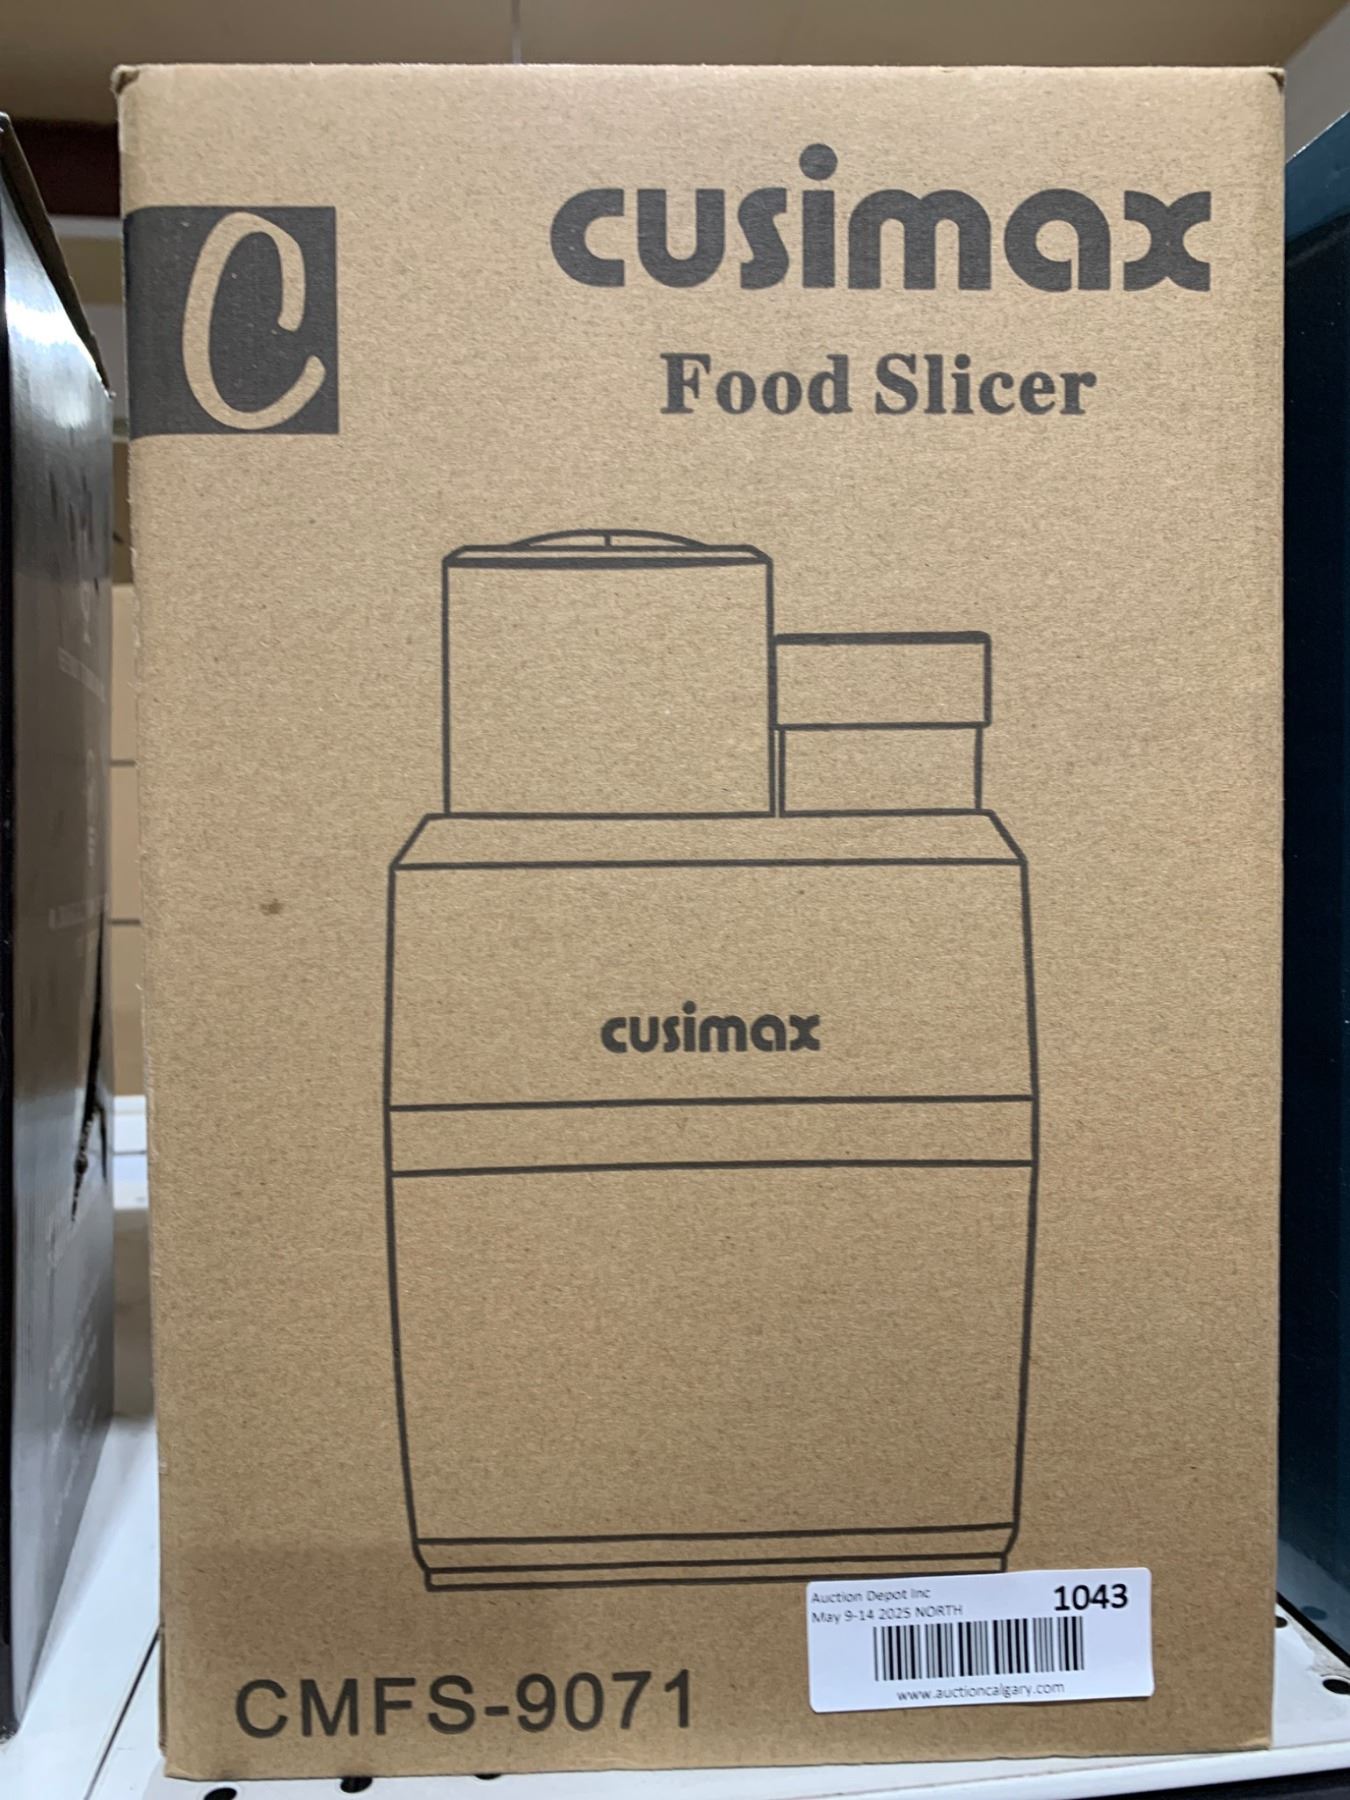 C
cusimax
Food Slicer
cusimax
Auction Depot Inc
May 9-14 2025 NORTH
1043
www.auctioncalgary.com
CMFS-9071